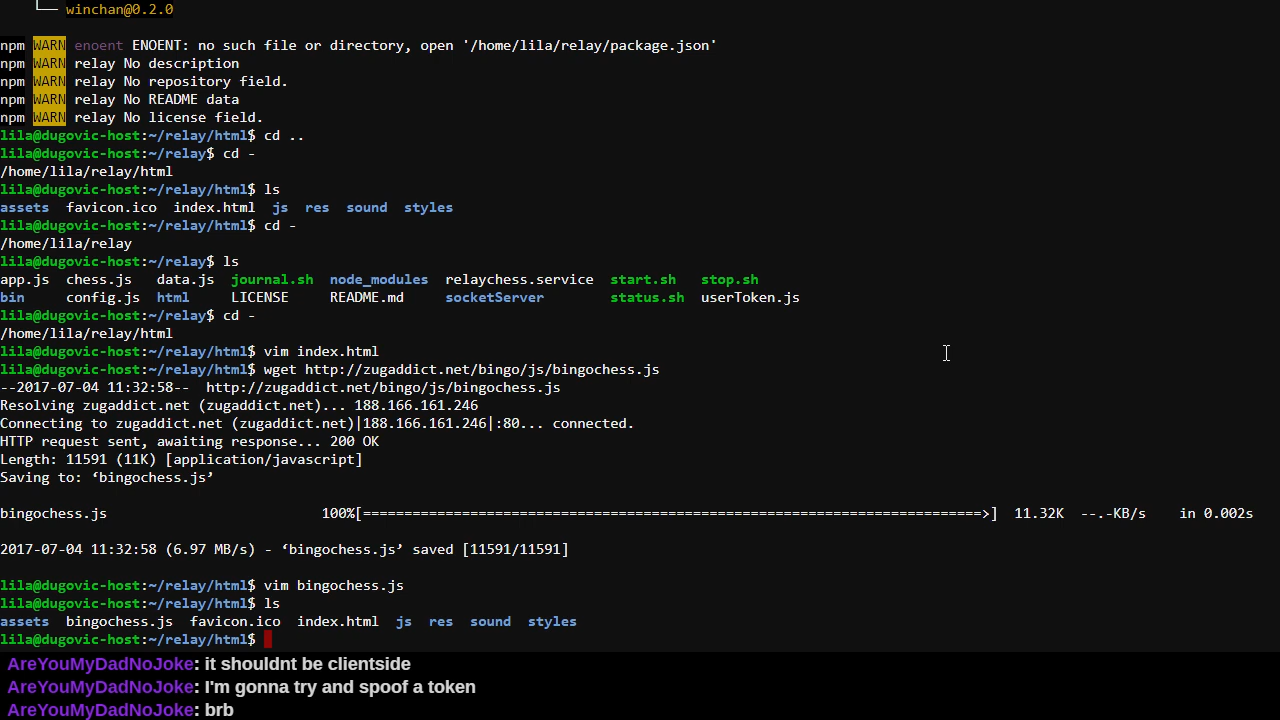 └── winchan@0.2.0
npm WARN enoent ENOENT: no such file or directory, open '/home/lila/relay/package.json'
npm WARN relay No description
npm WARN relay No repository field.
npm WARN relay No README data
npm WARN relay No license field.
lila@dugovic-host:~/relay/html$ cd ..
lila@dugovic-host:~/relay$ cd -
/home/lila/relay/html
lila@dugovic-host:~/relay/html$ ls
assets favicon.ico index.html js res sound styles
lila@dugovic-host:~/relay/html$ cd -
/home/lila/relay
lila@dugovic-host:~/relay$ ls
app.js chess.js data.js journal.sh node_modules relaychess.service start.sh stop.sh
bin config.js html LICENSE README.md socketServer status.sh userToken.js
lila@dugovic-host:~/relay$ cd -
/home/lila/relay/html
lila@dugovic-host:~/relay/html$ vim index.html
lila@dugovic-host:~/relay/html$ wget http://zugaddict.net/bingo/js/bingochess.js
--2017-07-04 11:32:58-- http://zugaddict.net/bingo/js/bingochess.js
Resolving zugaddict.net (zugaddict.net)... 188.166.161.246
Connecting to zugaddict.net (zugaddict.net)|188.166.161.246|:80... connected.
HTTP request sent, awaiting response... 200 OK
Length: 11591 (11K) [application/javascript]
Saving to: ‘bingochess.js’
bingochess.js 100%[===========================================================================>] 11.32K --.-KB/s in 0.002s
2017-07-04 11:32:58 (6.97 MB/s) - ‘bingochess.js’ saved [11591/11591]
lila@dugovic-host:~/relay/html$ vim bingochess.js
lila@dugovic-host:~/relay/html$ ls
assets bingochess.js favicon.ico index.html js res sound styles
lila@dugovic-host:~/relay/html$
AreYouMyDadNoJoke: it shouldnt be clientside
AreYouMyDadNoJoke: I'm gonna try and spoof a token
AreYouMyDadNoJoke: brb